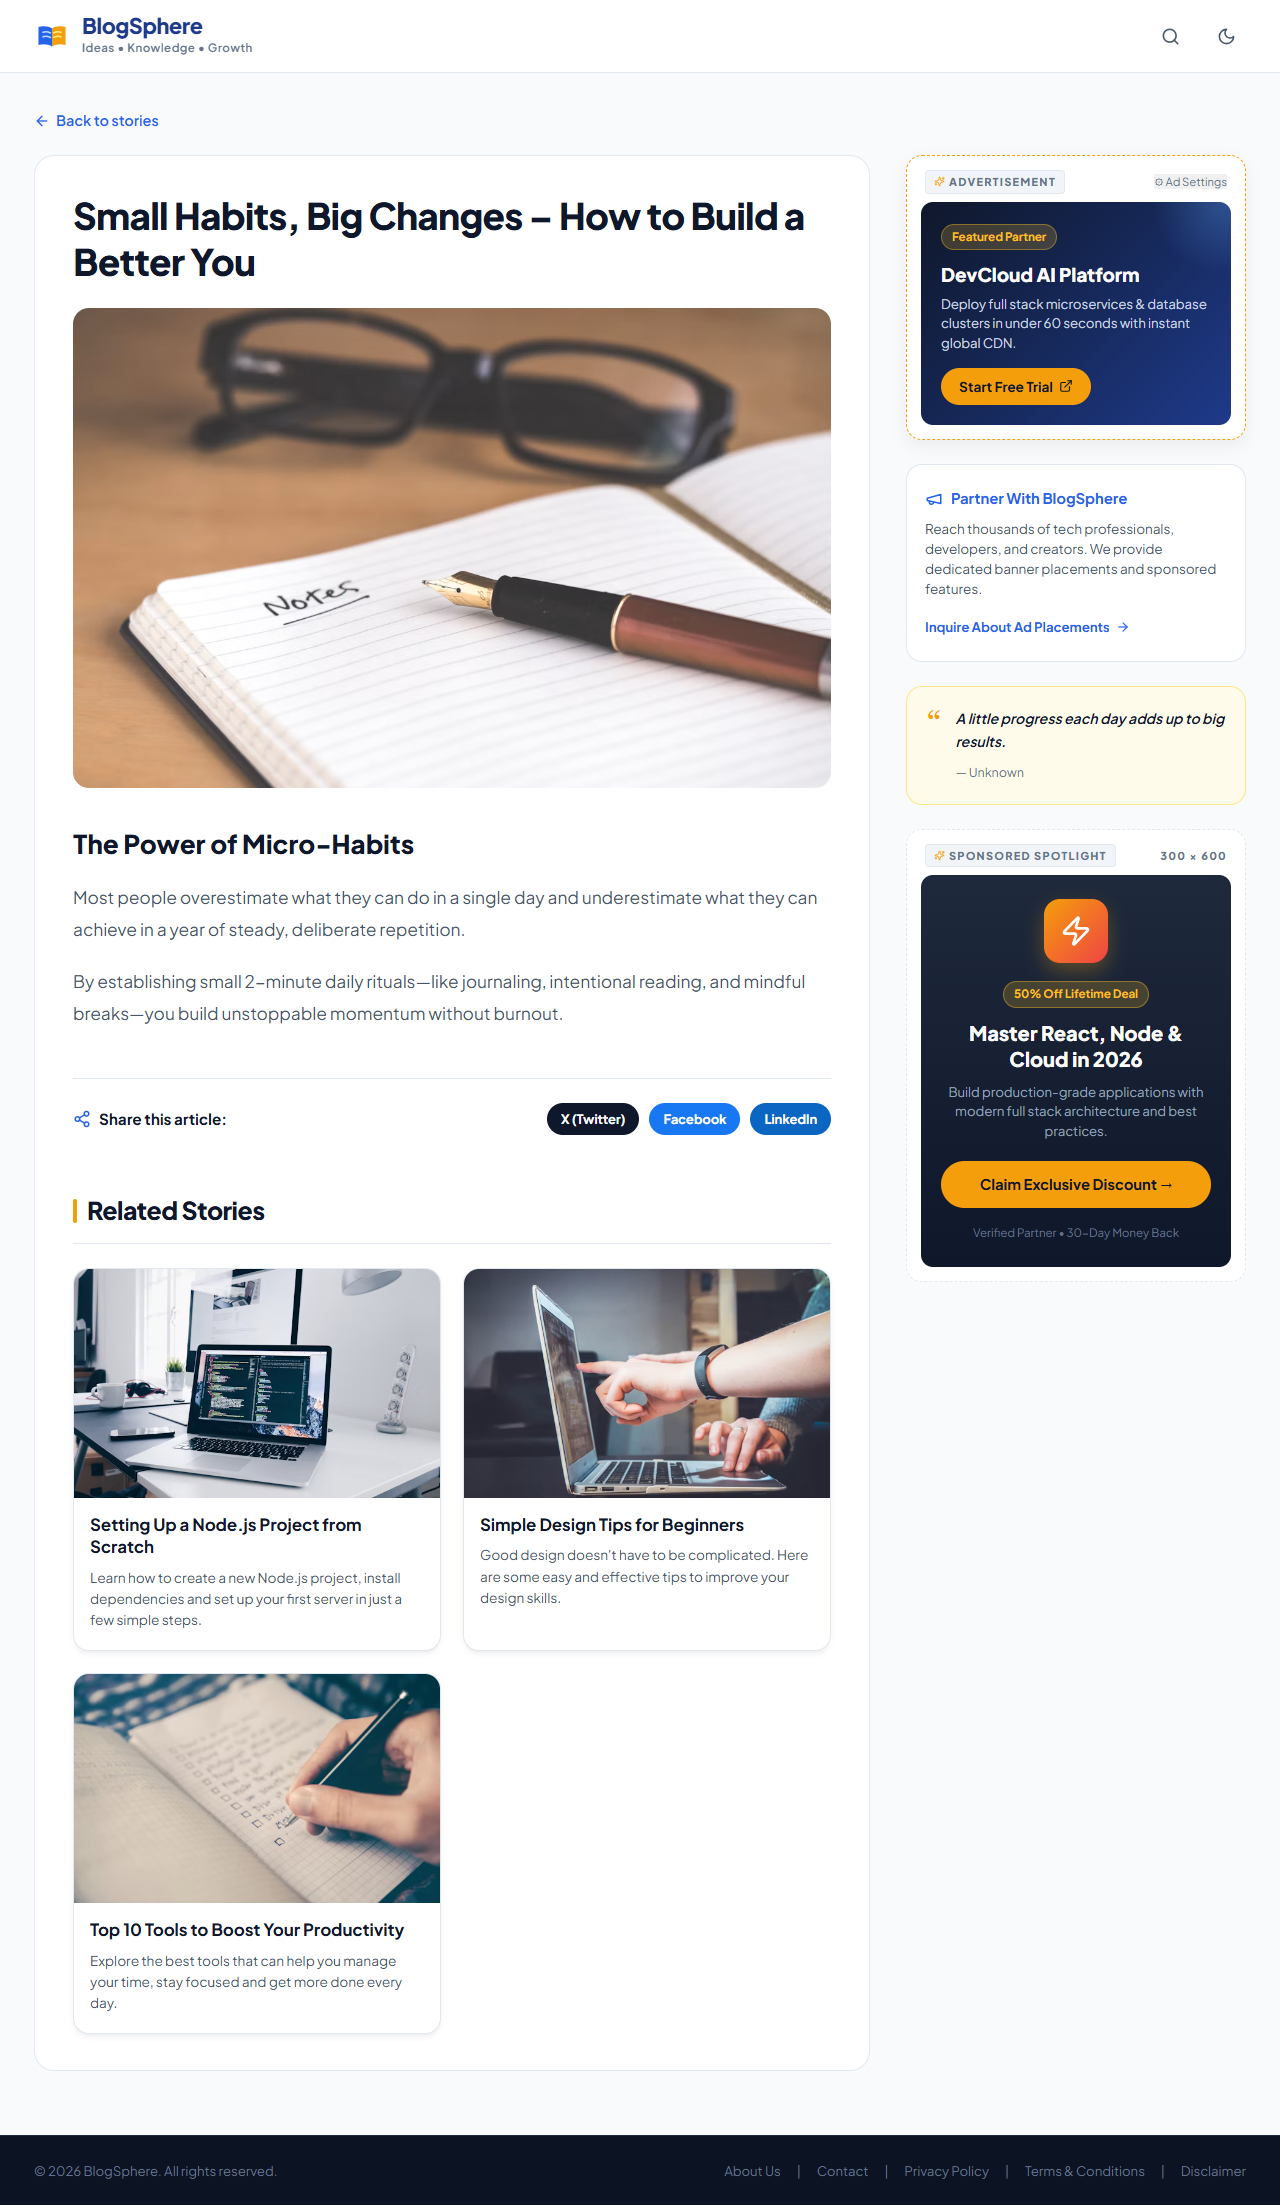 BlogSphere
Ideas • Knowledge • Growth
Back to stories
Small Habits, Big Changes – How to Build a
Better You
Notes
The Power of Micro-Habits
Most people overestimate what they can do in a single day and underestimate what they can
achieve in a year of steady, deliberate repetition.
By establishing small 2-minute daily rituals—like journaling, intentional reading, and mindful
breaks—you build unstoppable momentum without burnout.
Share this article:
X (Twitter)
Facebook
LinkedIn
Related Stories
Setting Up a Node.js Project from
Scratch
Learn how to create a new Node.js project, install
dependencies and set up your first server in just a
few simple steps.
Simple Design Tips for Beginners
Good design doesn't have to be complicated. Here
are some easy and effective tips to improve your
design skills.
Top 10 Tools to Boost Your Productivity
Explore the best tools that can help you manage
your time, stay focused and get more done every
day.
ADVERTISEMENT
Ad Settings
Featured Partner
DevCloud AI Platform
Deploy full stack microservices & database
clusters in under 60 seconds with instant
global CDN.
Start Free Trial
Partner With BlogSphere
Reach thousands of tech professionals,
developers, and creators. We provide
dedicated banner placements and sponsored
features.
Inquire About Ad Placements →
“ A little progress each day adds up to big
results.
— Unknown
SPONSORED SPOTLIGHT
300 × 600
50% Off Lifetime Deal
Master React, Node &
Cloud in 2026
Build production-grade applications with
modern full stack architecture and best
practices.
Claim Exclusive Discount →
Verified Partner • 30-Day Money Back
© 2026 BlogSphere. All rights reserved.
About Us | Contact | Privacy Policy | Terms & Conditions | Disclaimer